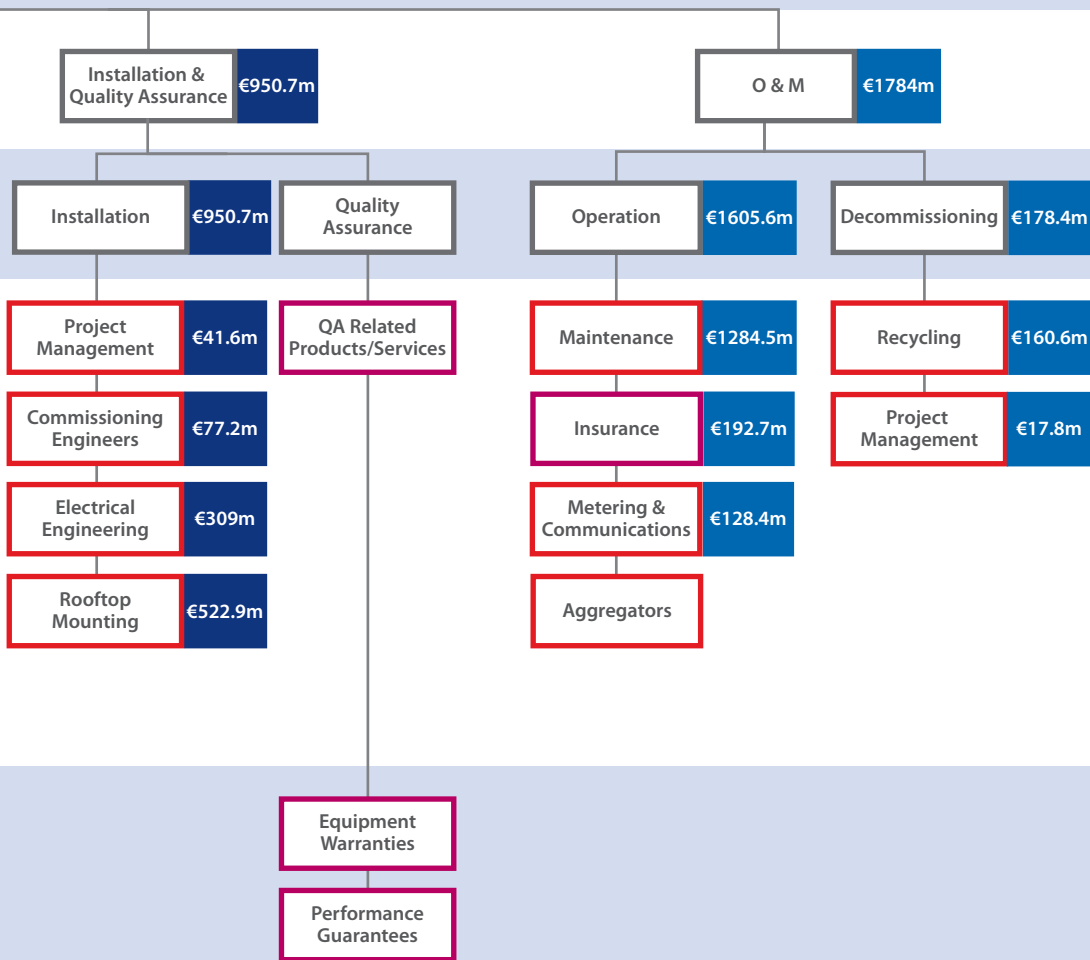 Installation &
Quality Assurance
€950.7m
O & M
€1784m
Installation
€950.7m
Quality
Assurance
Operation
€1605.6m
Decommissioning
€178.4m
Project
Management
€41.6m
QA Related
Products/Services
Maintenance
€1284.5m
Recycling
€160.6m
Commissioning
Engineers
€77.2m
Insurance
€192.7m
Project
Management
€17.8m
Electrical
Engineering
€309m
Metering &
Communications
€128.4m
Rooftop
Mounting
€522.9m
Aggregators
Equipment
Warranties
Performance
Guarantees